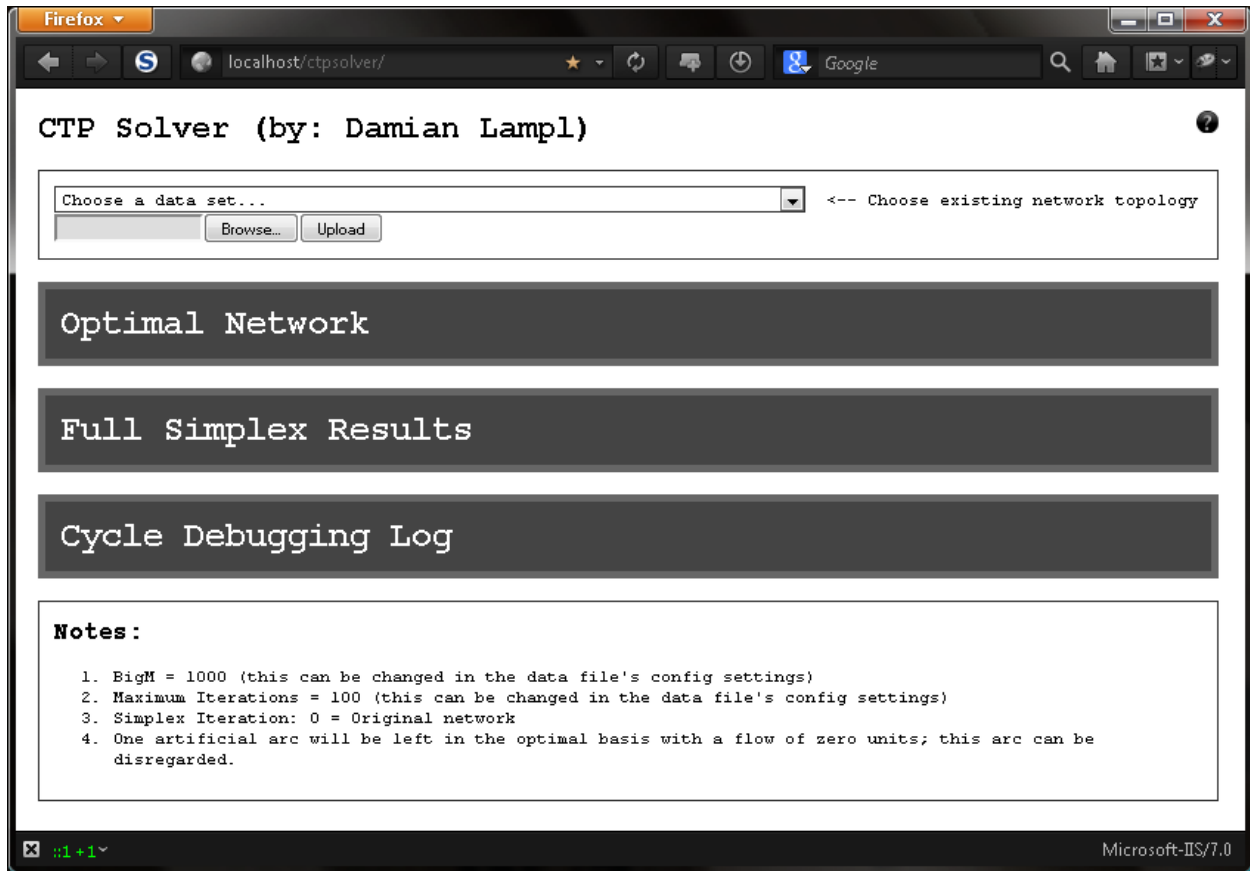 Firefox
localhost/ctpsolver/
Google
CTP Solver (by: Damian Lampl)
?
Choose a data set...
<-- Choose existing network topology
Browse... Upload
Optimal Network
Full Simplex Results
Cycle Debugging Log
Notes:
1. BigM = 1000 (this can be changed in the data file's config settings)
2. Maximum Iterations = 100 (this can be changed in the data file's config settings)
3. Simplex Iteration: 0 = Original network
4. One artificial arc will be left in the optimal basis with a flow of zero units; this arc can be
disregarded.
::1 +1
Microsoft-IIS/7.0